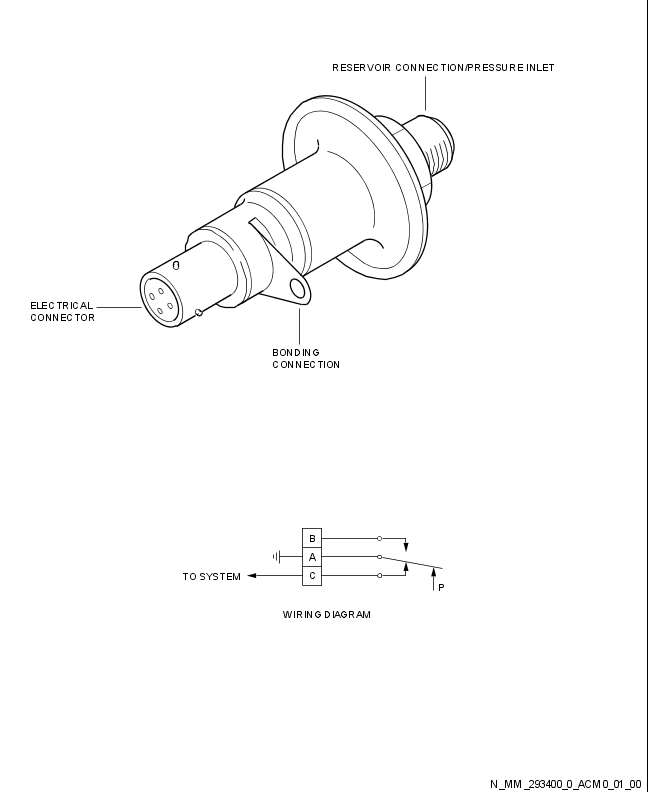 RESERVOIR CONNECTION/PRESSURE INLET
ELECTRICAL
CONNECTOR
BONDING
CONNECTION
B
A
C
TO SYSTEM
P
WIRING DIAGRAM
N_MM_293400_0_ACM0_01_00